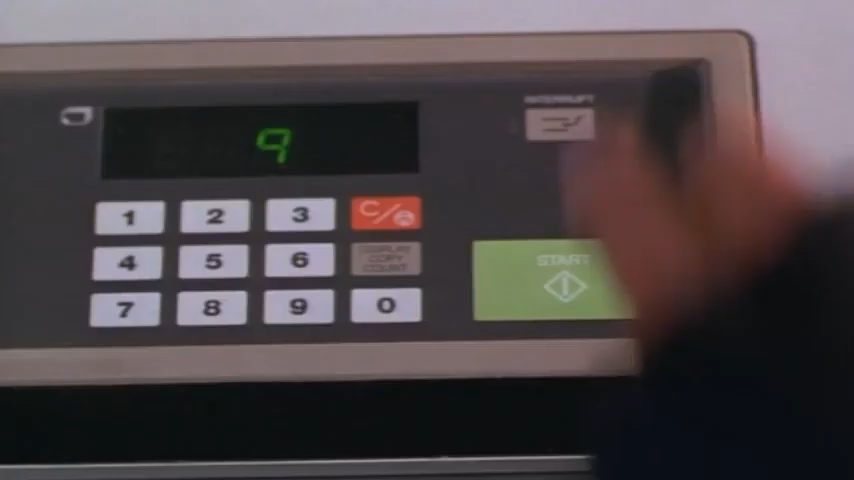 INTERRUPT
9
1 2 3 C/
4 5 6 DISPLAY
COPY
COUNT
START
7 8 9 0